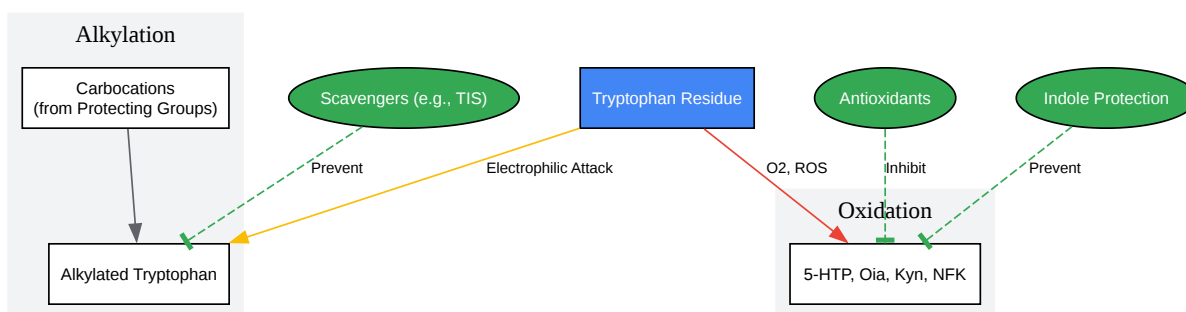 Alkylation
Carbocations
(from Protecting Groups)
Scavengers (e.g., TIS)
Tryptophan Residue
Antioxidants
Indole Protection
Prevent
Electrophilic Attack
O2, ROS
Inhibit
Prevent
Oxidation
Alkylated Tryptophan
5-HTP, Oia, Kyn, NFK